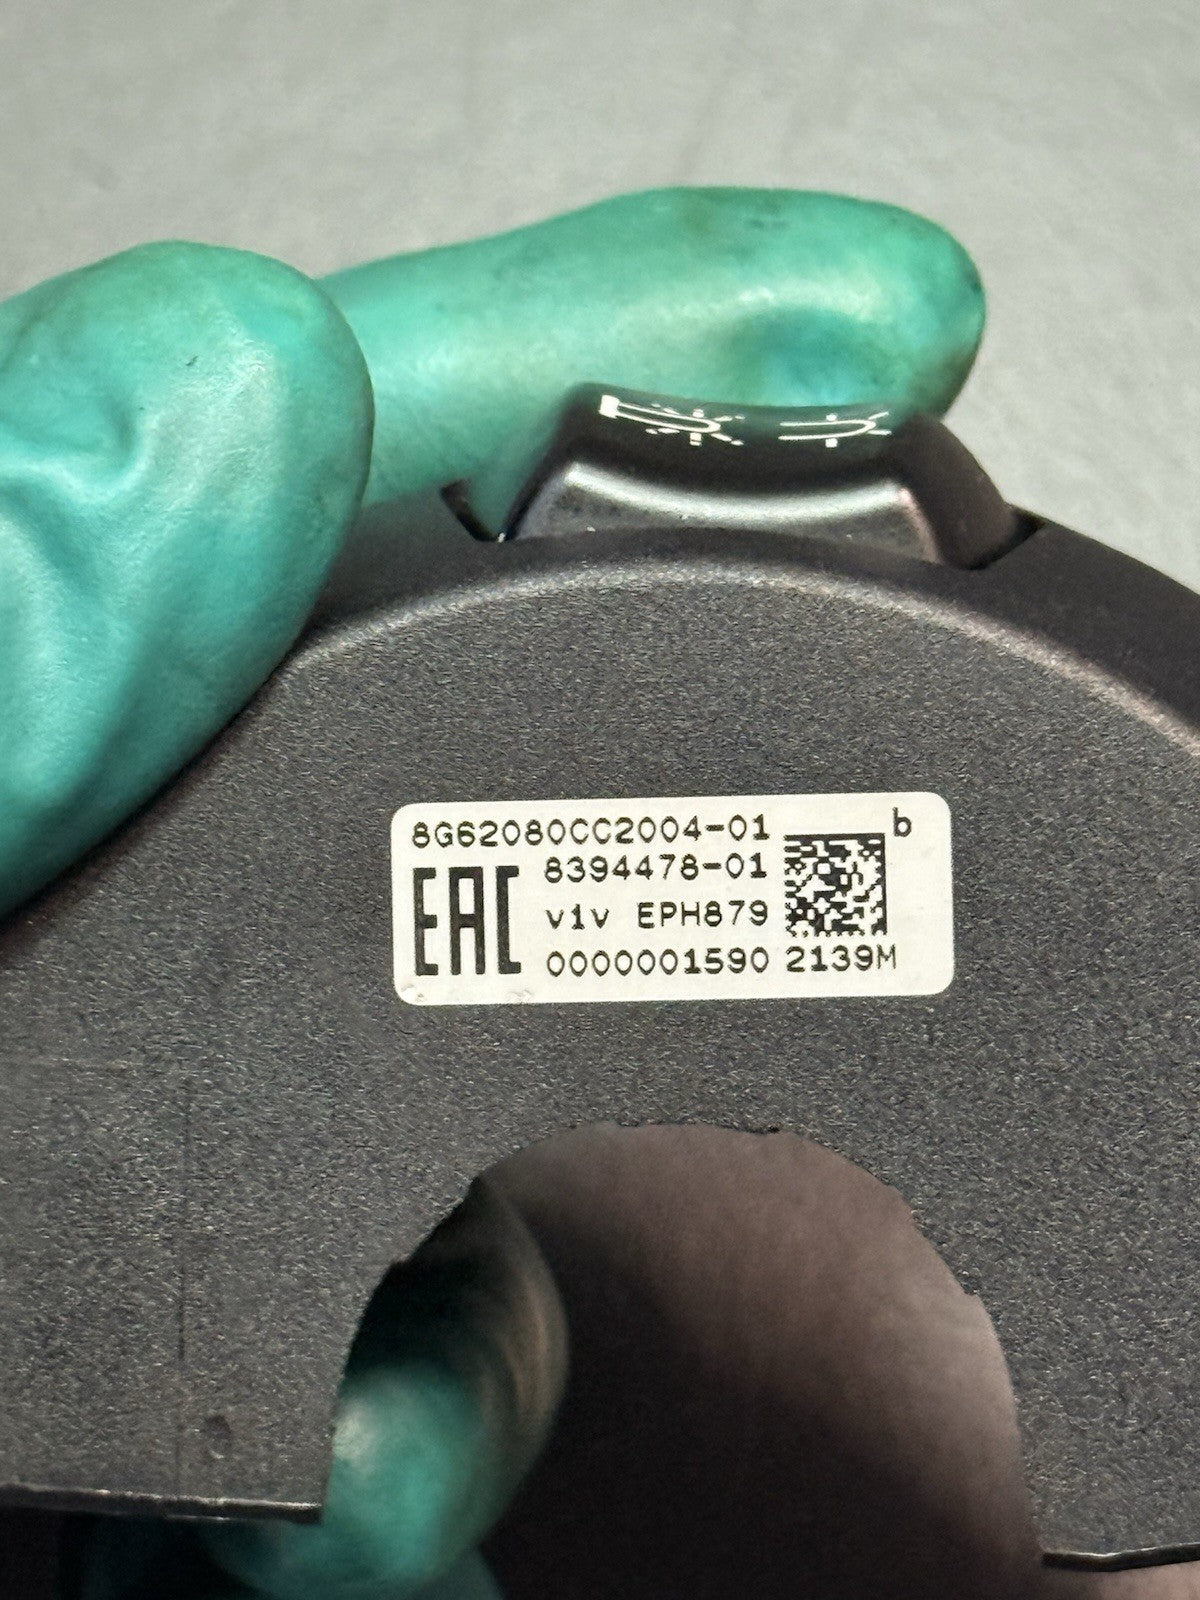 8G62080CC2004-01 b
8394478-01
EAC v1v EPH879
0000001590 2139M